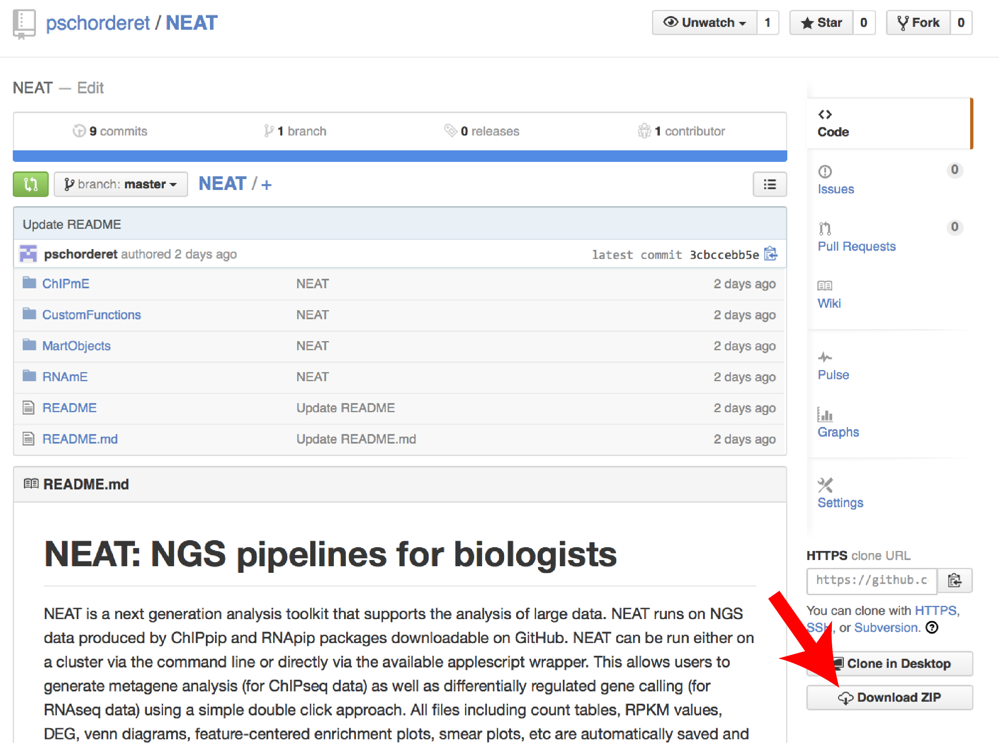 pschorderet / NEAT
Unwatch 1 Star 0 Fork 0
NEAT — Edit
9 commits 1 branch 0 releases 1 contributor
branch: master NEAT / +
Update README
pschorderet authored 2 days ago latest commit 3cbccebb5e
ChIPmE NEAT 2 days ago
CustomFunctions NEAT 2 days ago
MartObjects NEAT 2 days ago
RNAmE NEAT 2 days ago
README Update README 2 days ago
README.md Update README.md 2 days ago
README.md
NEAT: NGS pipelines for biologists
NEAT is a next generation analysis toolkit that supports the analysis of large data. NEAT runs on NGS
data produced by ChIPpip and RNApip packages downloadable on GitHub. NEAT can be run either on
a cluster via the command line or directly via the available applescript wrapper. This allows users to
generate metagene analysis (for ChIPseq data) as well as differentially regulated gene calling (for
RNAseq data) using a simple double click approach. All files including count tables, RPKM values,
DEG, venn diagrams, feature-centered enrichment plots, smear plots, etc are automatically saved and
Code
Issues 0
Pull Requests 0
Wiki
Pulse
Graphs
Settings
HTTPS clone URL
https://github.c
You can clone with HTTPS,
SSH, or Subversion.
Clone in Desktop
Download ZIP